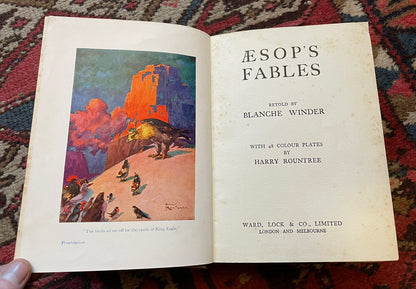 "The birds all set off for the castle of King Eagle."
Frontispiece
ÆSOP'S
FABLES
RETOLD BY
BLANCHE WINDER
WITH 48 COLOUR PLATES
BY
HARRY ROUNTREE
WARD, LOCK & CO., LIMITED
LONDON AND MELBOURNE